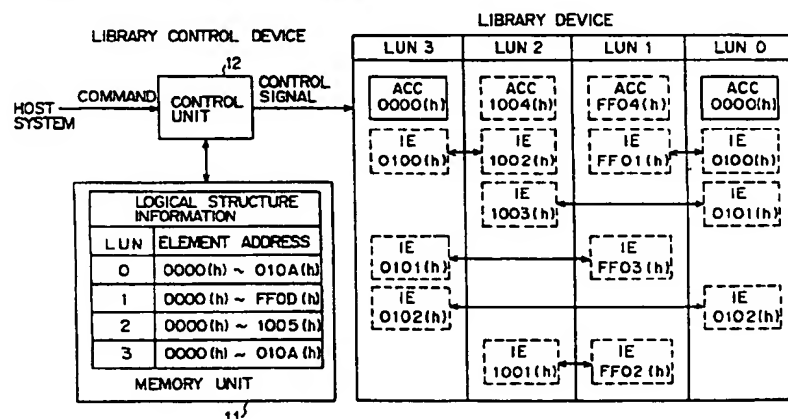 LIBRARY DEVICE
LIBRARY CONTROL DEVICE
LUN 3 LUN 2 LUN 1 LUN 0
12
HOST SYSTEM
COMMAND
CONTROL UNIT
CONTROL SIGNAL
ACC 0000(h)
ACC 1004(h)
ACC FF04(h)
ACC 0000(h)
IE 0100(h)
IE 1002(h)
IE FF01(h)
IE 0100(h)
IE 1003(h)
IE 0101(h)
IE 0101(h)
IE FF03(h)
IE 0102(h)
IE 0102(h)
IE 1001(h)
IE FF02(h)
LOGICAL STRUCTURE
INFORMATION
LUN ELEMENT ADDRESS
0 0000(h) ~ 010A(h)
1 0000(h) ~ FF0D(h)
2 0000(h) ~ 1005(h)
3 0000(h) ~ 010A(h)
MEMORY UNIT
11